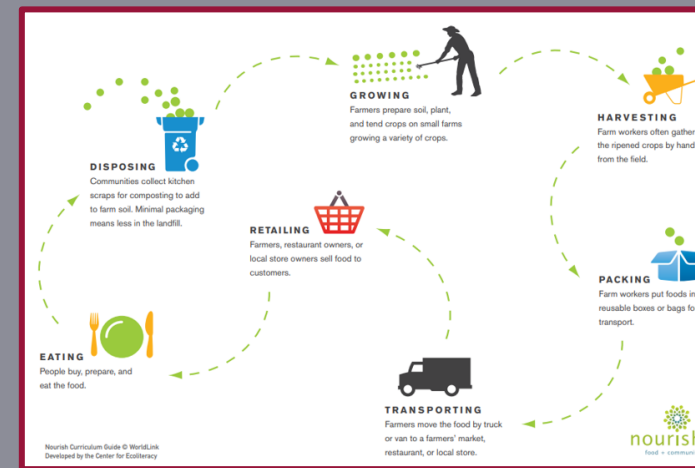 GROWING
Farmers prepare soil, plant,
and tend crops on small farms
growing a variety of crops.
HARVESTING
Farm workers often gather
the ripened crops by hand
from the field.
PACKING
Farm workers put foods in
reusable boxes or bags fo
transport.
TRANSPORTING
Farmers move the food by truck
or van to a farmers' market,
restaurant, or local store.
RETAILING
Farmers, restaurant owners, or
local store owners sell food to
customers.
EATING
People buy, prepare, and
eat the food.
DISPOSING
Communities collect kitchen
scraps for composting to add
to farm soil. Minimal packaging
means less in the landfill.
Nourish Curriculum Guide © WorldLink
Developed by the Center for Ecoliteracy
nourish
food + communi